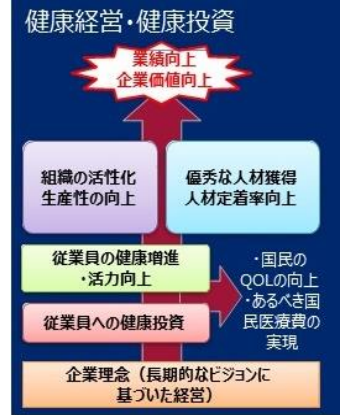 健康経営・健康投資
業績向上
企業価値向上
組織の活性化
生産性の向上
優秀な人材獲得
人材定着率向上
従業員の健康増進
・活力向上
従業員への健康投資
・国民の
QOLの向上
・あるべき国
民医療費の
実現
企業理念（長期的なビジョンに
基づいた経営）